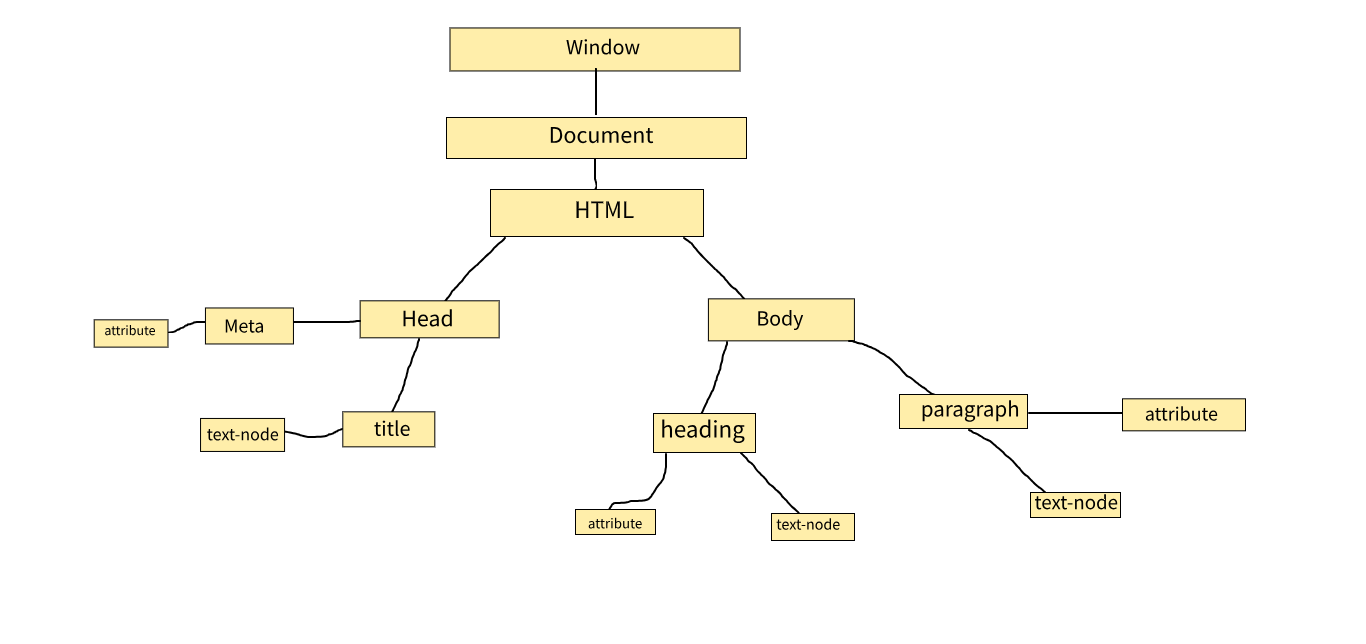 Window
Document
HTML
Head
Body
Meta
attribute
title
text-node
heading
paragraph
attribute
attribute
text-node
text-node